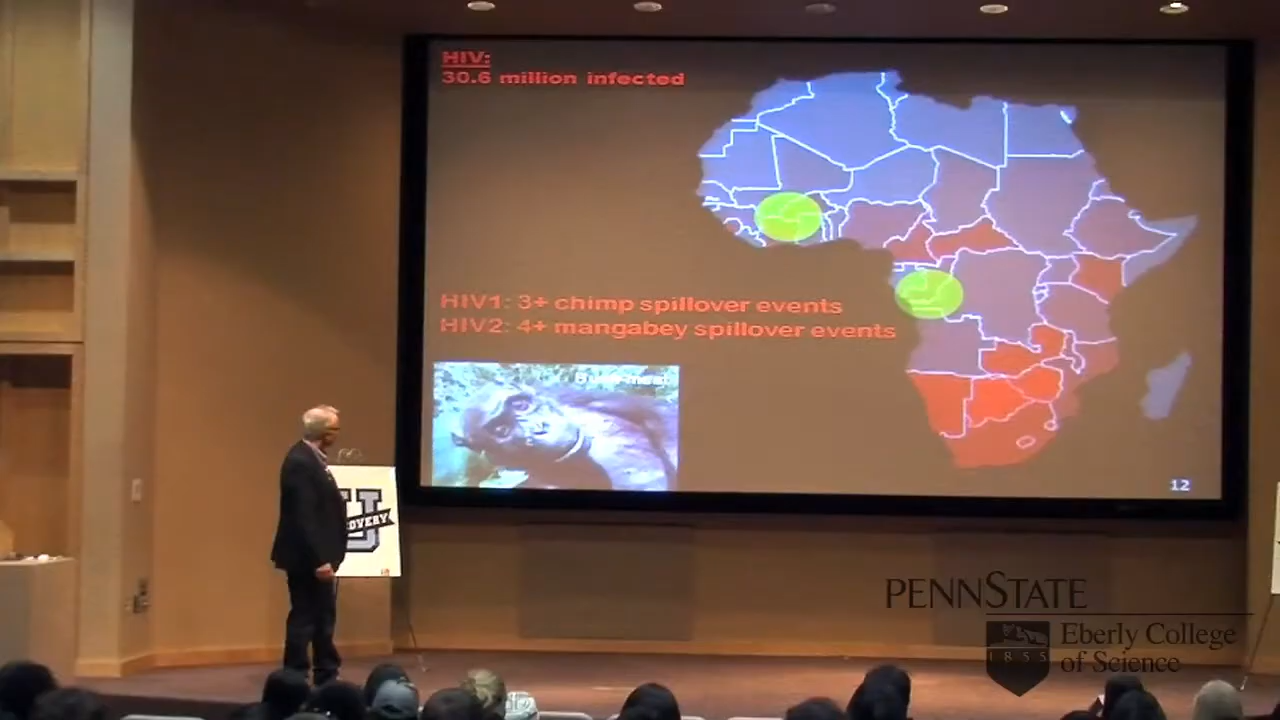 HIV:
30.6 million infected
HIV1: 3+ chimp spillover events
HIV2: 4+ mangabey spillover events
12
U
OVERY
PENNSTATE
1855
Eberly College
of Science